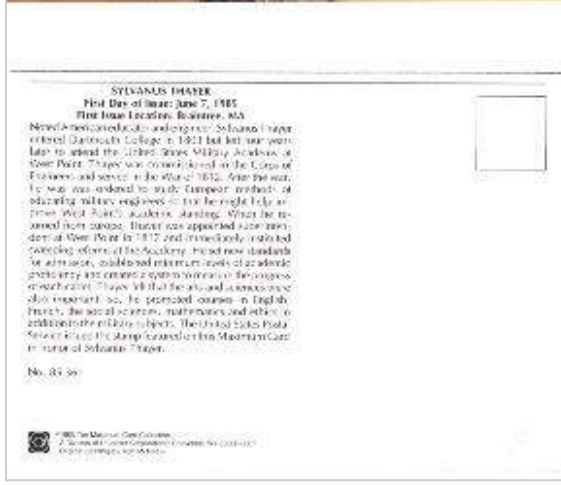 SYLVANUS THAYER
First Day of Issue: June 7, 1985
First Issue Location: Braintree, MA
Noted American educator and engineer, Sylvanus Thayer
entered Dartmouth College in 1803 but left four years
later to attend the United States Military Academy at
West Point. Thayer was commissioned in the Corps of
Engineers and served in the War of 1812. After the war,
he was was ordered to study European methods of
educating military engineers so that he might help im-
prove West Point's academic standing. When he re-
turned from Europe, Thayer was appointed superinten-
dent at West Point in 1817 and immediately instituted
sweeping reforms at the Academy. He set new standards
for admission, established minimum levels of academic
proficiency and created a system to measure the progress
of each cadet. Thayer felt that the arts and sciences were
also important, so, he promoted courses in English,
French, the social sciences, mathematics and ethics in
addition to the military subjects. The United States Postal
Service issued the stamp featured on this Maximum Card
in honor of Sylvanus Thayer.
No. 85-36
The Maximum Card Collection
A Division of